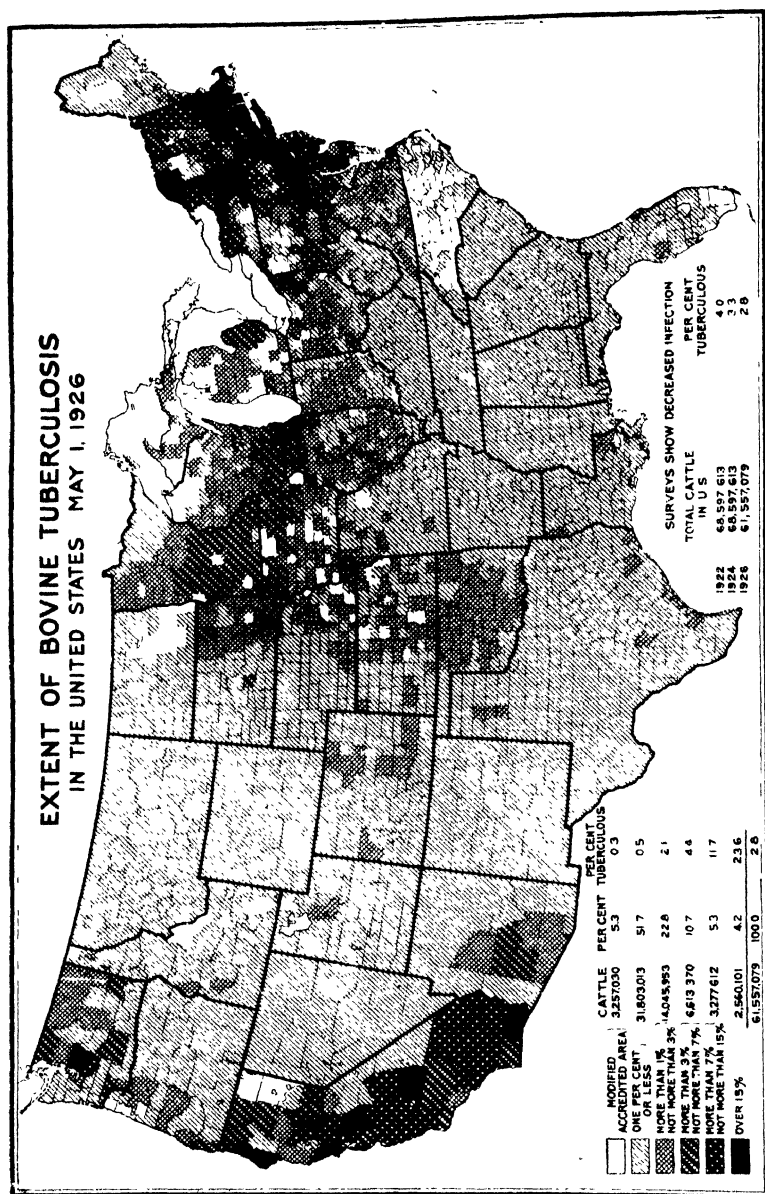 EXTENT OF BOVINE TUBERCULOSIS
IN THE UNITED STATES MAY 1, 1926
SURVEYS SHOW DECREASED INFECTION
TOTAL CATTLE PER CENT
IN U S TUBERCULOUS
1922 68,597 613 4 0
1924 68,597,613 3 3
1926 61,557,079 2 8
CATTLE PER CENT PER CENT TUBERCULOUS
MODIFIED ACCREDITED AREA 3,257,030 5.3 0 3
ONE PER CENT OR LESS 31,803,013 51.7 0 5
MORE THAN 1% NOT MORE THAN 3% 14,045,953 22.8 2 1
MORE THAN 3% NOT MORE THAN 7% 6,613 370 10.7 4 4
MORE THAN 7% NOT MORE THAN 15% 3,277 612 5.3 11 7
OVER 15% 2,560,101 4.2 23 6
61,557,079 100 0 2 8